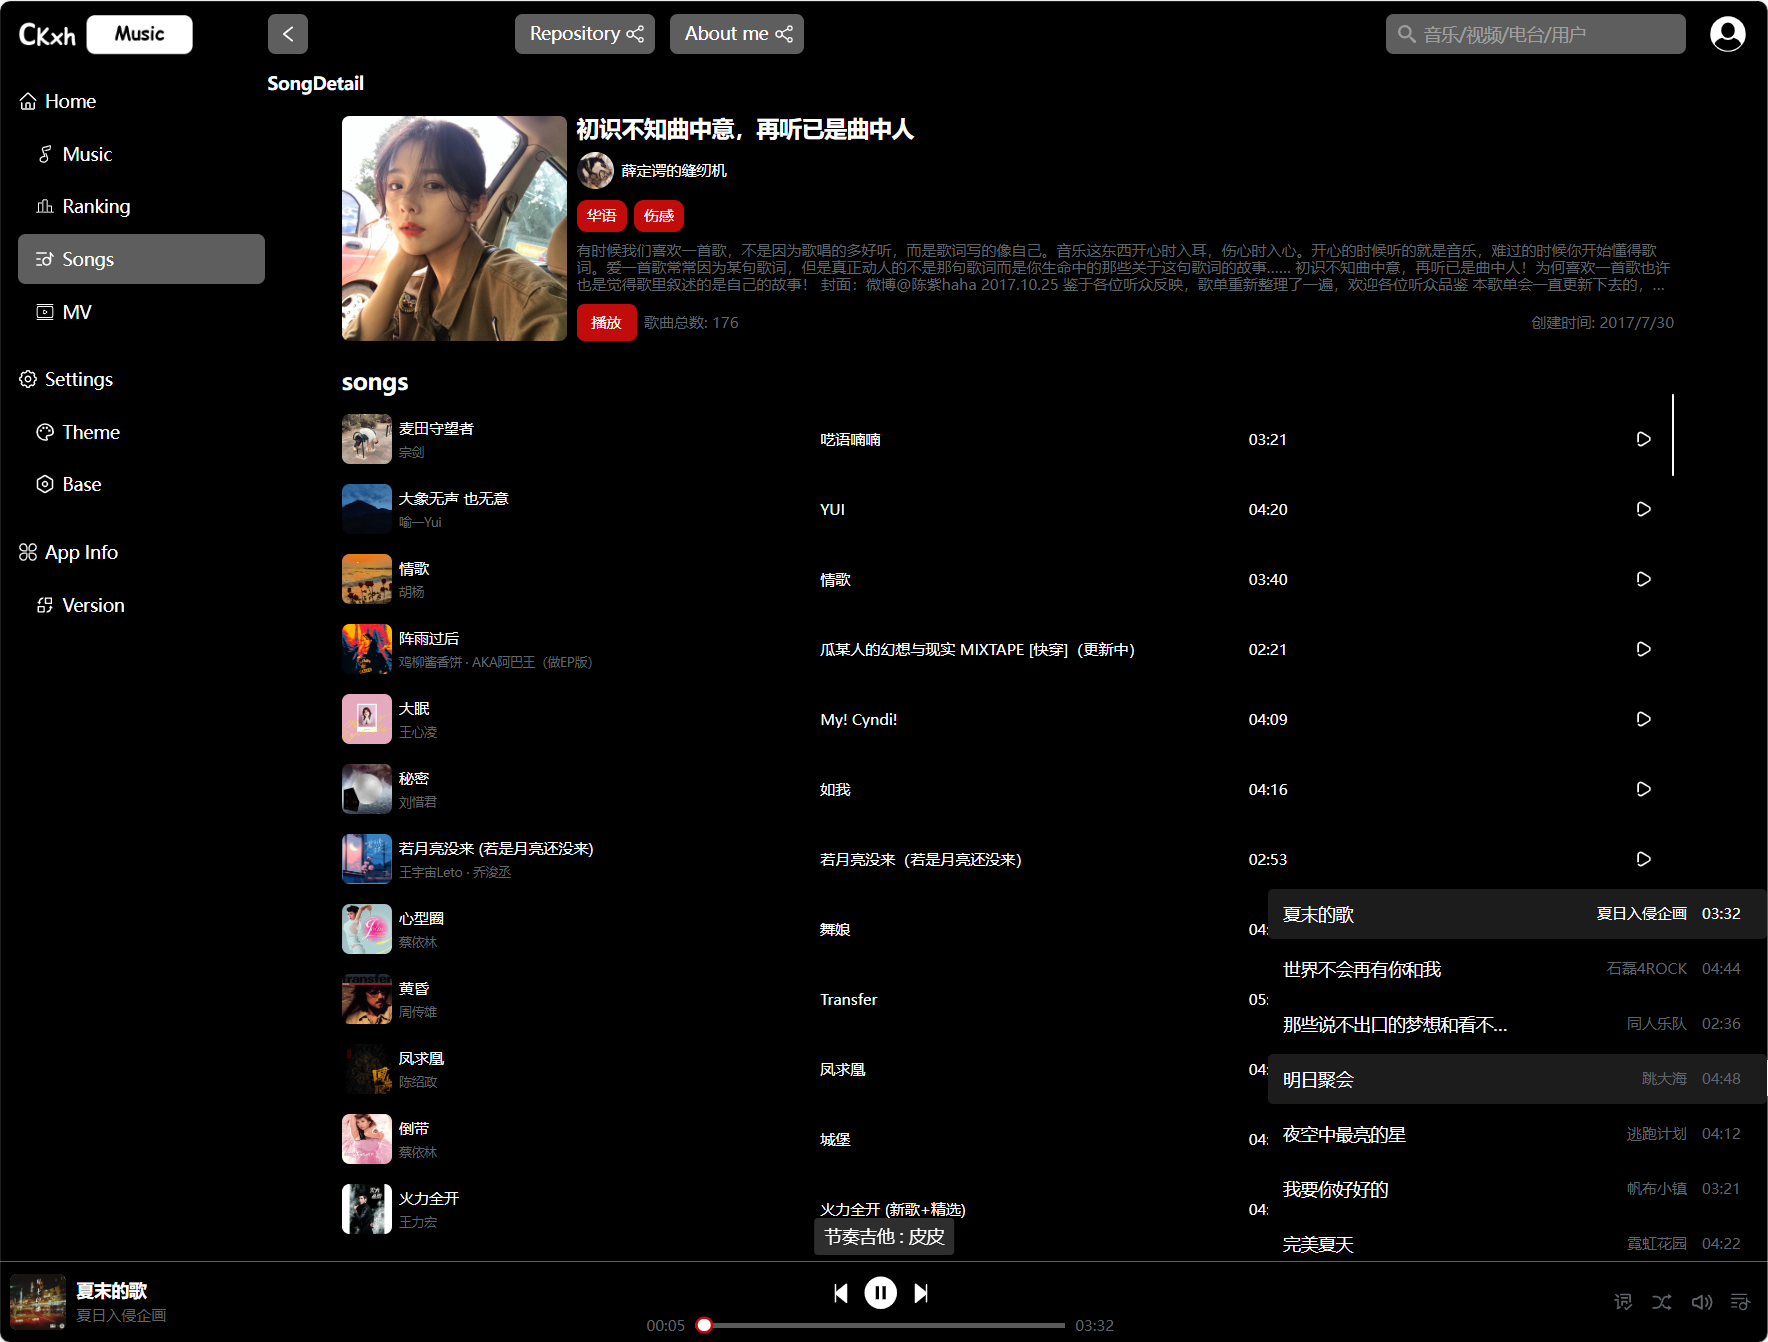 CKxh Music
Repository
About me
音乐/视频/电台/用户
Home
Music
Ranking
Songs
MV
Settings
Theme
Base
App Info
Version
SongDetail
初识不知曲中意，再听已是曲中人
薛定谔的缝纫机
华语 伤感
有时候我们喜欢一首歌，不是因为歌唱的多好听，而是歌词写的像自己。音乐这东西开心时入耳，伤心时入心。开心的时候听的就是音乐，难过的时候你开始懂得歌
词。爱一首歌常常因为某句歌词，但是真正动人的不是那句歌词而是你生命中的那些关于这句歌词的故事...... 初识不知曲中意，再听已是曲中人！为何喜欢一首歌也许
也是觉得歌里叙述的是自己的故事！ 封面：微博@陈紫haha 2017.10.25 鉴于各位听众反映，歌单重新整理了一遍，欢迎各位听众品鉴 本歌单会一直更新下去的，...
播放 歌曲总数: 176 创建时间: 2017/7/30
songs
麦田守望者
宗剑
呓语喃喃 03:21
大象无声 也无意
喻一Yui
YUI 04:20
情歌
胡杨
情歌 03:40
阵雨过后
鸡柳酱香饼 · AKA阿巴王（做EP版）
瓜某人的幻想与现实 MIXTAPE [快穿]（更新中） 02:21
大眠
王心凌
My! Cyndi! 04:09
秘密
刘惜君
如我 04:16
若月亮没来 (若是月亮还没来)
王宇宙Leto · 乔浚丞
若月亮没来（若是月亮还没来） 02:53
心型圈
蔡依林
舞娘 04:
黄昏
周传雄
Transfer 05:
凤求凰
陈绍政
凤求凰 04:
倒带
蔡依林
城堡 04:
火力全开
王力宏
火力全开 (新歌+精选) 04:
夏末的歌 夏日入侵企画 03:32
世界不会再有你和我 石磊4ROCK 04:44
那些说不出口的梦想和看不... 同人乐队 02:36
明日聚会 跳大海 04:48
夜空中最亮的星 逃跑计划 04:12
我要你好好的 帆布小镇 03:21
完美夏天 霓虹花园 04:22
节奏吉他 : 皮皮
夏末的歌
夏日入侵企画
00:05 03:32
词